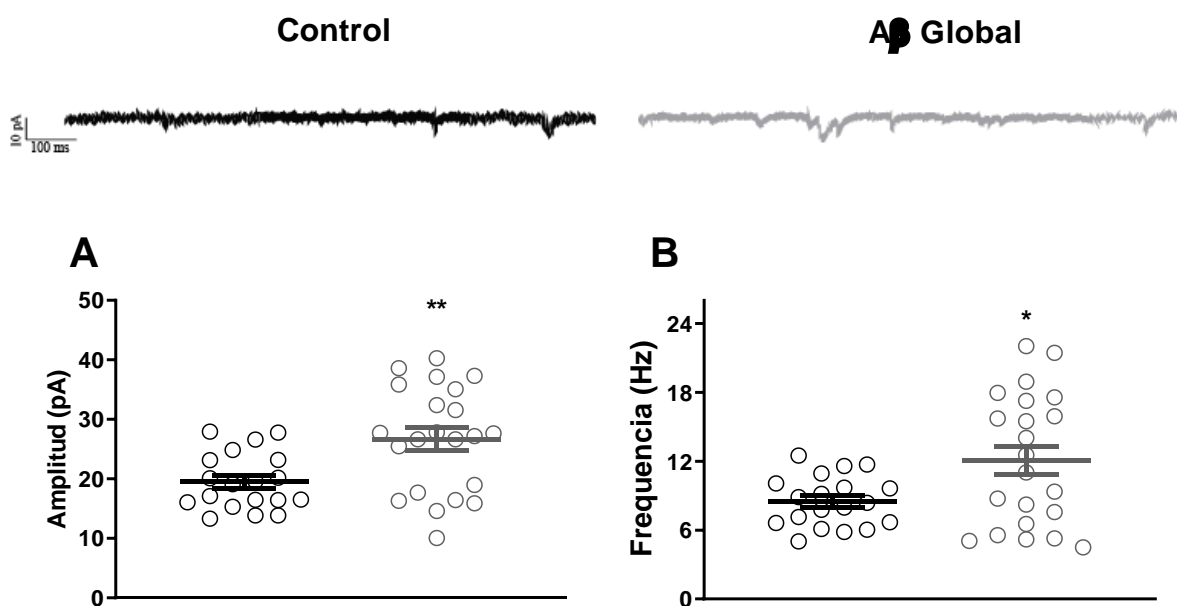 Control
Aβ Global
10 pA
100 ms
A
B
Amplitud (pA)
50
40
30
20
10
0
**
Frequencia (Hz)
24
18
12
6
0
*